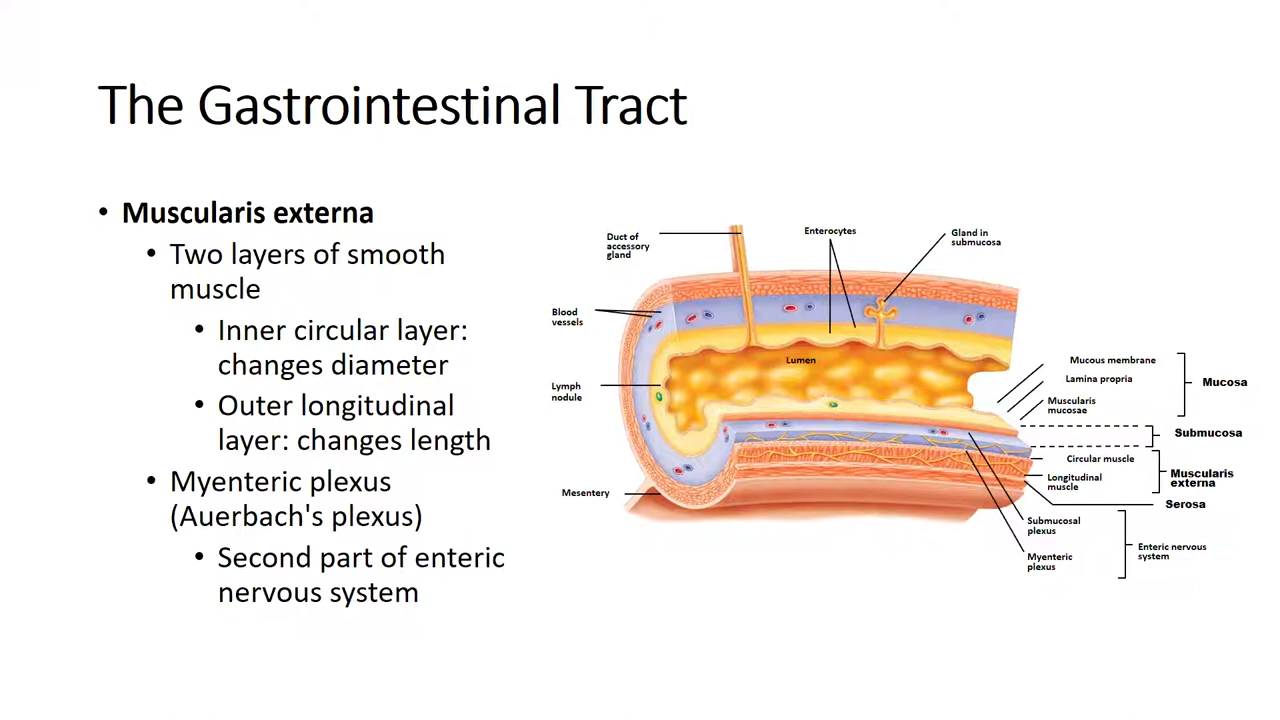 The Gastrointestinal Tract
• Muscularis externa
• Two layers of smooth
muscle
• Inner circular layer:
changes diameter
• Outer longitudinal
layer: changes length
• Myenteric plexus
(Auerbach's plexus)
• Second part of enteric
nervous system
Duct of
accessory
gland
Enterocytes
Gland in
submucosa
Blood
vessels
Lumen
Lymph
nodule
Mesentery
Mucous membrane
Lamina propria
Muscularis
mucosae
Mucosa
Submucosa
Circular muscle
Longitudinal
muscle
Muscularis
externa
Serosa
Submucosal
plexus
Myenteric
plexus
Enteric nervous
system